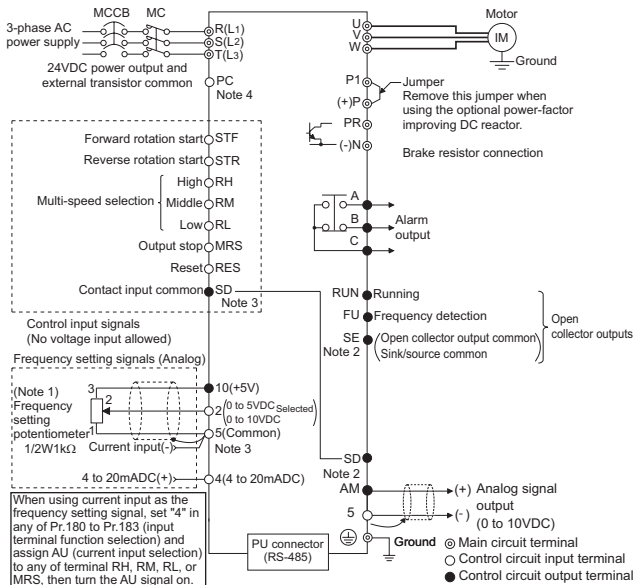 3-phase AC
power supply
MCCB
MC
R(L1)
S(L2)
T(L3)
24VDC power output and
external transistor common
PC
Note 4
U
V
W
Motor
IM
Ground
P1
(+)P
PR
(-)N
Jumper
Remove this jumper when
using the optional power-factor
improving DC reactor.
Brake resistor connection
Forward rotation start
STF
Reverse rotation start
STR
Multi-speed selection
High
RH
Middle
RM
Low
RL
Output stop
MRS
Reset
RES
Contact input common
SD
Note 3
A
B
C
Alarm
output
RUN
Running
FU
Frequency detection
SE
Note 2
(Open collector output common
Sink/source common)
Open
collector outputs
Control input signals
(No voltage input allowed)
Frequency setting signals (Analog)
(Note 1)
Frequency
setting
potentiometer
1/2W1kΩ
3
2
1
10(+5V)
2
(0 to 5VDC
0 to 10VDC)
Selected
5(Common)
Note 3
Current input(-)
4 to 20mADC(+)
4(4 to 20mADC)
When using current input as the
frequency setting signal, set "4" in
any of Pr.180 to Pr.183 (input
terminal function selection) and
assign AU (current input selection)
to any of terminal RH, RM, RL, or
MRS, then turn the AU signal on.
SD
Note 2
AM
5
(+)
(-)
Analog signal
output
(0 to 10VDC)
PU connector
(RS-485)
Ground
Main circuit terminal
Control circuit input terminal
Control circuit output terminal